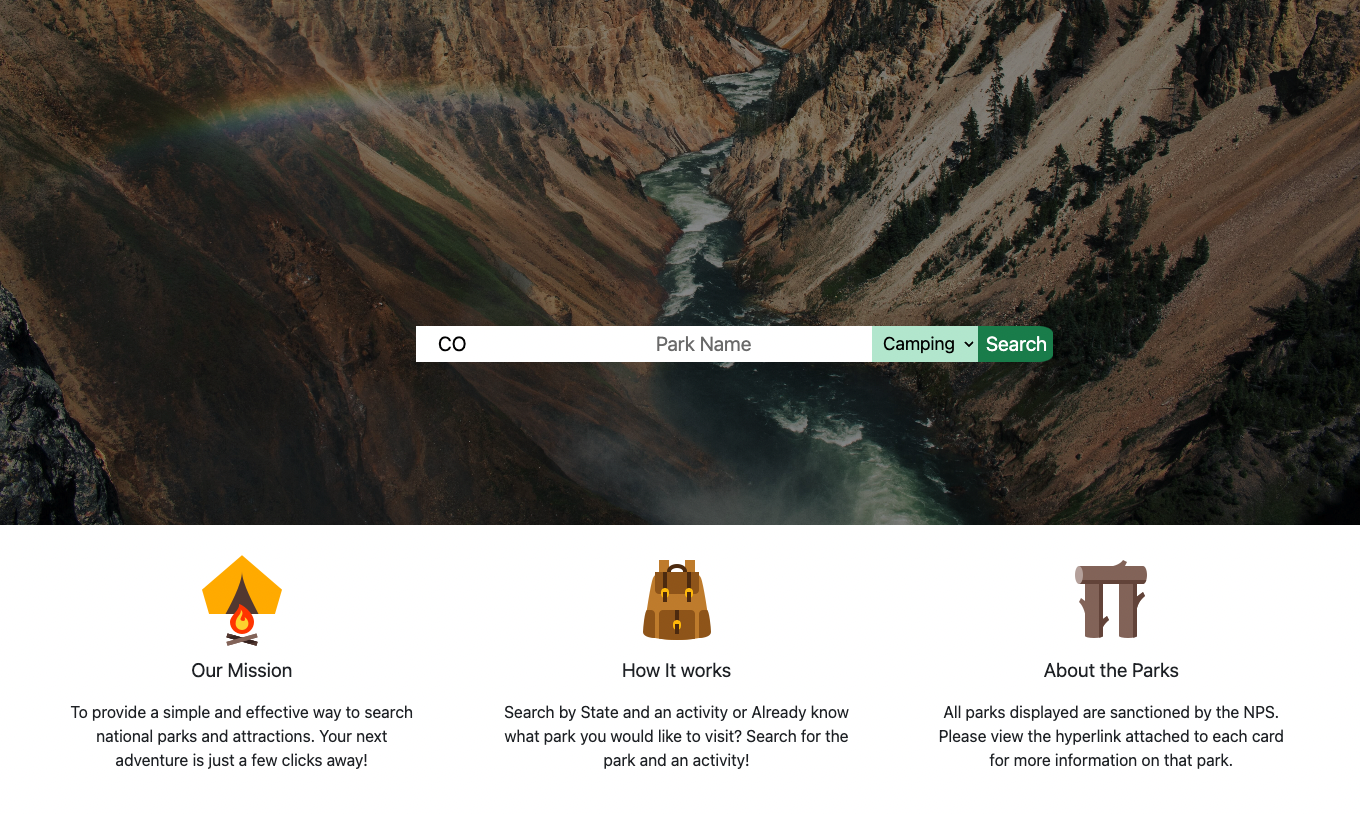 CO Park Name Camping Search
Our Mission
To provide a simple and effective way to search
national parks and attractions. Your next
adventure is just a few clicks away!
How It works
Search by State and an activity or Already know
what park you would like to visit? Search for the
park and an activity!
About the Parks
All parks displayed are sanctioned by the NPS.
Please view the hyperlink attached to each card
for more information on that park.